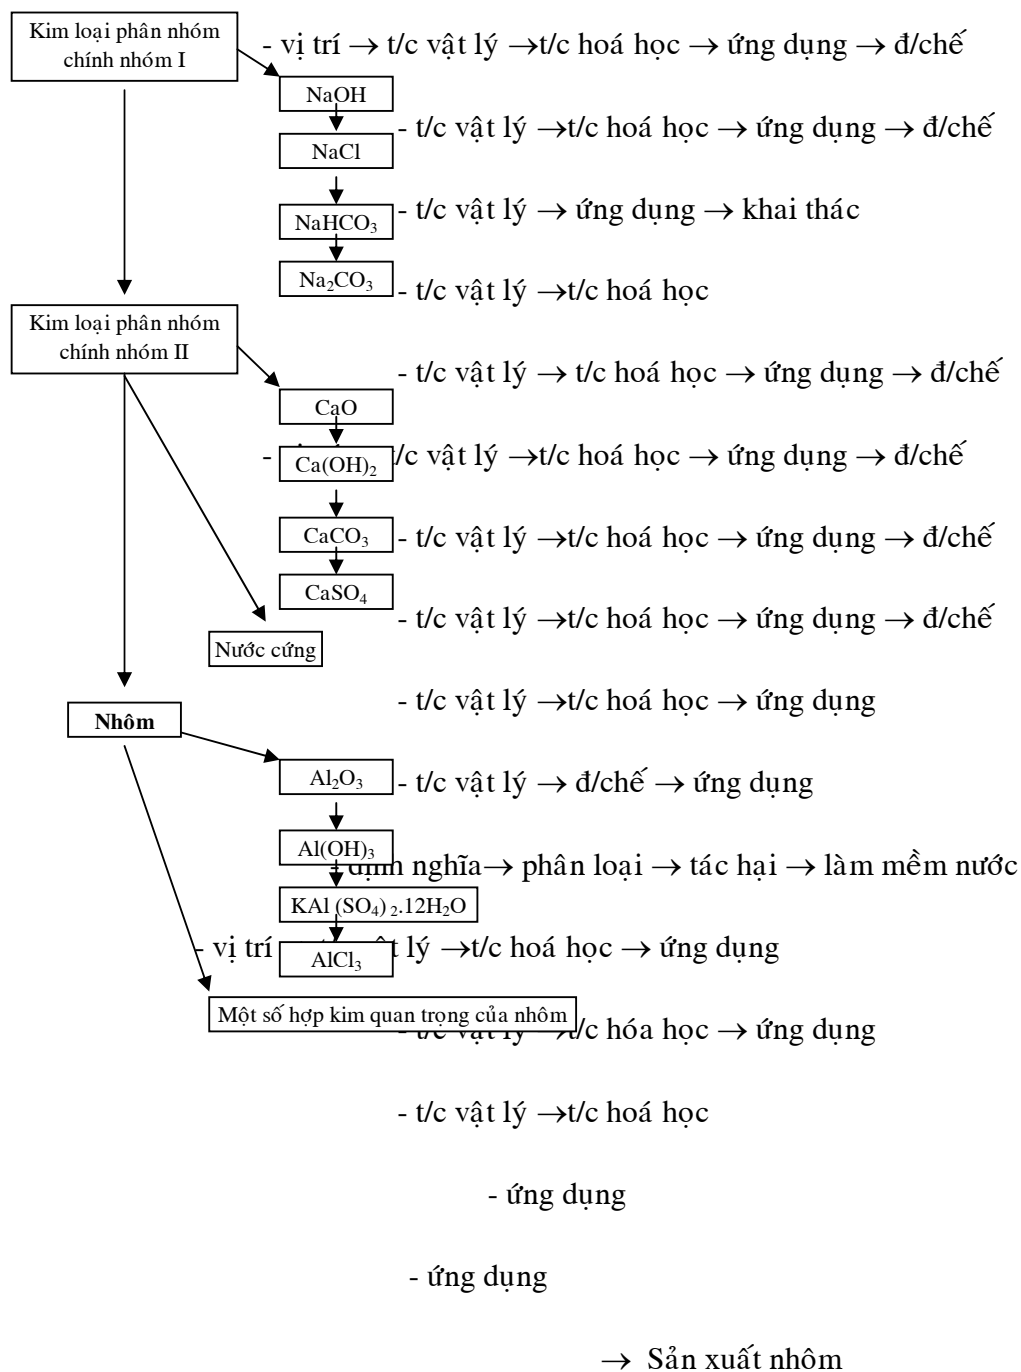 Kim loại phân nhóm
chính nhóm I
- vị trí → t/c vật lý →t/c hoá học → ứng dụng → đ/chế
NaOH
- t/c vật lý →t/c hoá học → ứng dụng → đ/chế
NaCl
- t/c vật lý → ứng dụng → khai thác
NaHCO₃
Na₂CO₃
- t/c vật lý →t/c hoá học
Kim loại phân nhóm
chính nhóm II
- t/c vật lý → t/c hoá học → ứng dụng → đ/chế
CaO
- t/c vật lý →t/c hoá học → ứng dụng → đ/chế
Ca(OH)₂
CaCO₃
- t/c vật lý →t/c hoá học → ứng dụng → đ/chế
CaSO₄
- t/c vật lý →t/c hoá học → ứng dụng → đ/chế
Nước cứng
- t/c vật lý →t/c hoá học → ứng dụng
Nhôm
Al₂O₃
- t/c vật lý → đ/chế → ứng dụng
Al(OH)₃
- định nghĩa→ phân loại → tác hại → làm mềm nước
KAl (SO₄) ₂.12H₂O
- vị trí lý →t/c hoá học → ứng dụng
AlCl₃
Một số hợp kim quan trọng của nhôm
- t/c vật lý →t/c hóa học → ứng dụng
- t/c vật lý →t/c hoá học
- ứng dụng
- ứng dụng
→ Sản xuất nhôm